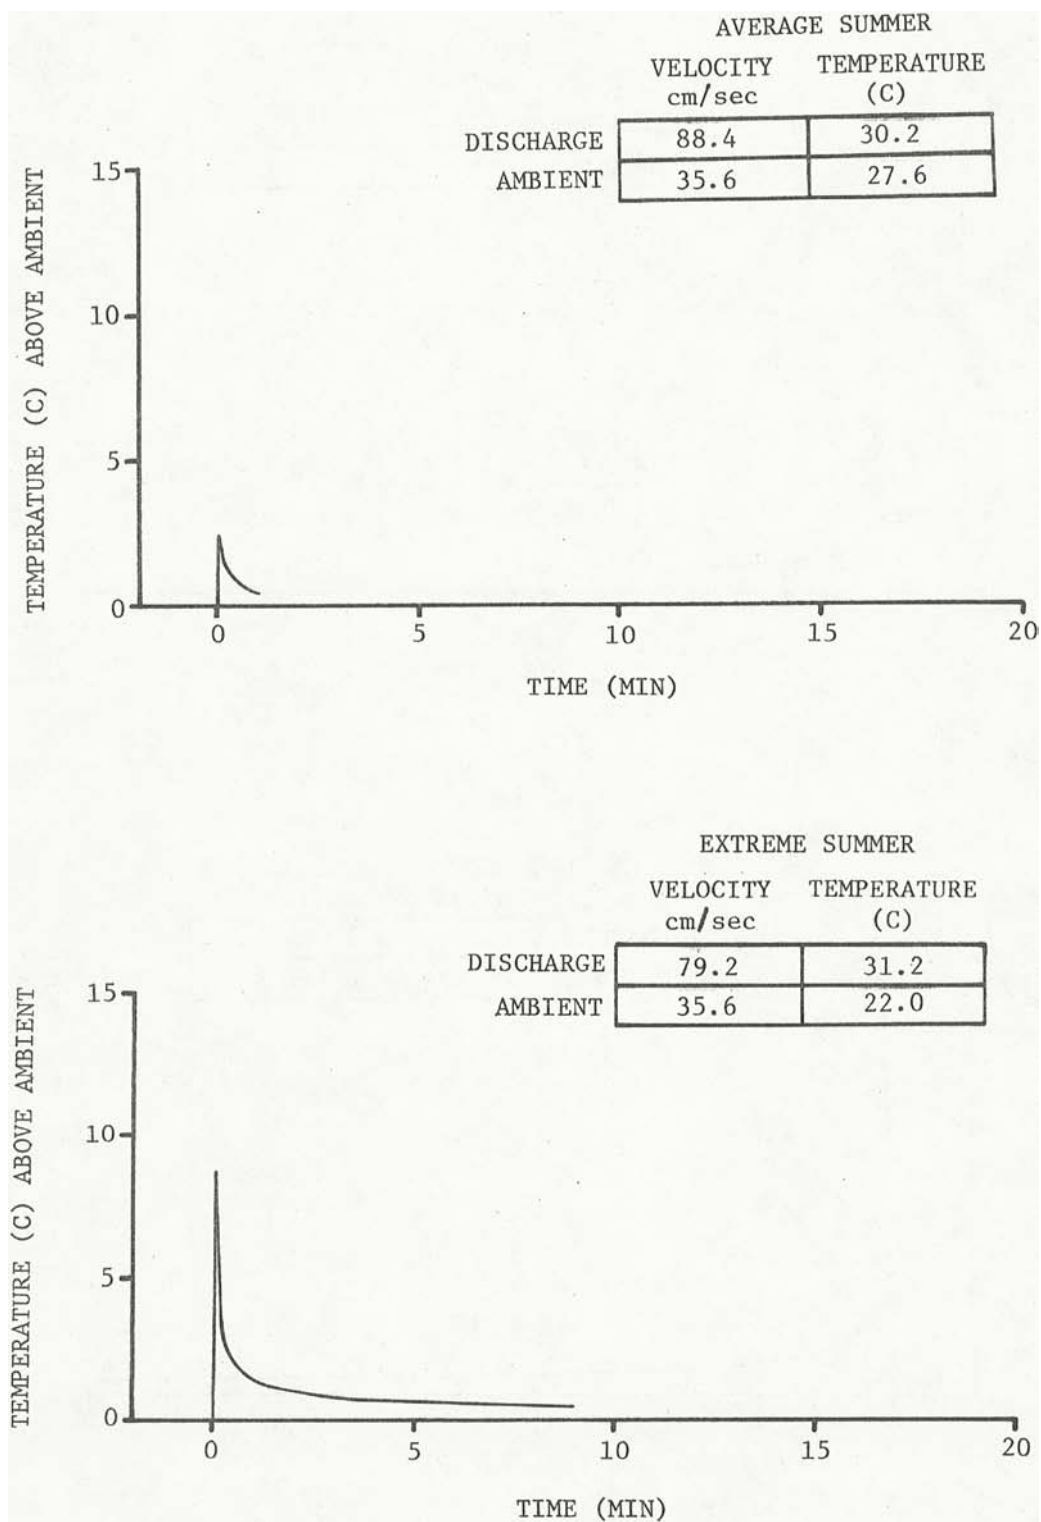 AVERAGE SUMMER
VELOCITY TEMPERATURE
cm/sec (C)
DISCHARGE 88.4 30.2
AMBIENT 35.6 27.6
TEMPERATURE (C) ABOVE AMBIENT
15
10
5
0
0 5 10 15 20
TIME (MIN)
EXTREME SUMMER
VELOCITY TEMPERATURE
cm/sec (C)
DISCHARGE 79.2 31.2
AMBIENT 35.6 22.0
TEMPERATURE (C) ABOVE AMBIENT
15
10
5
0
0 5 10 15 20
TIME (MIN)